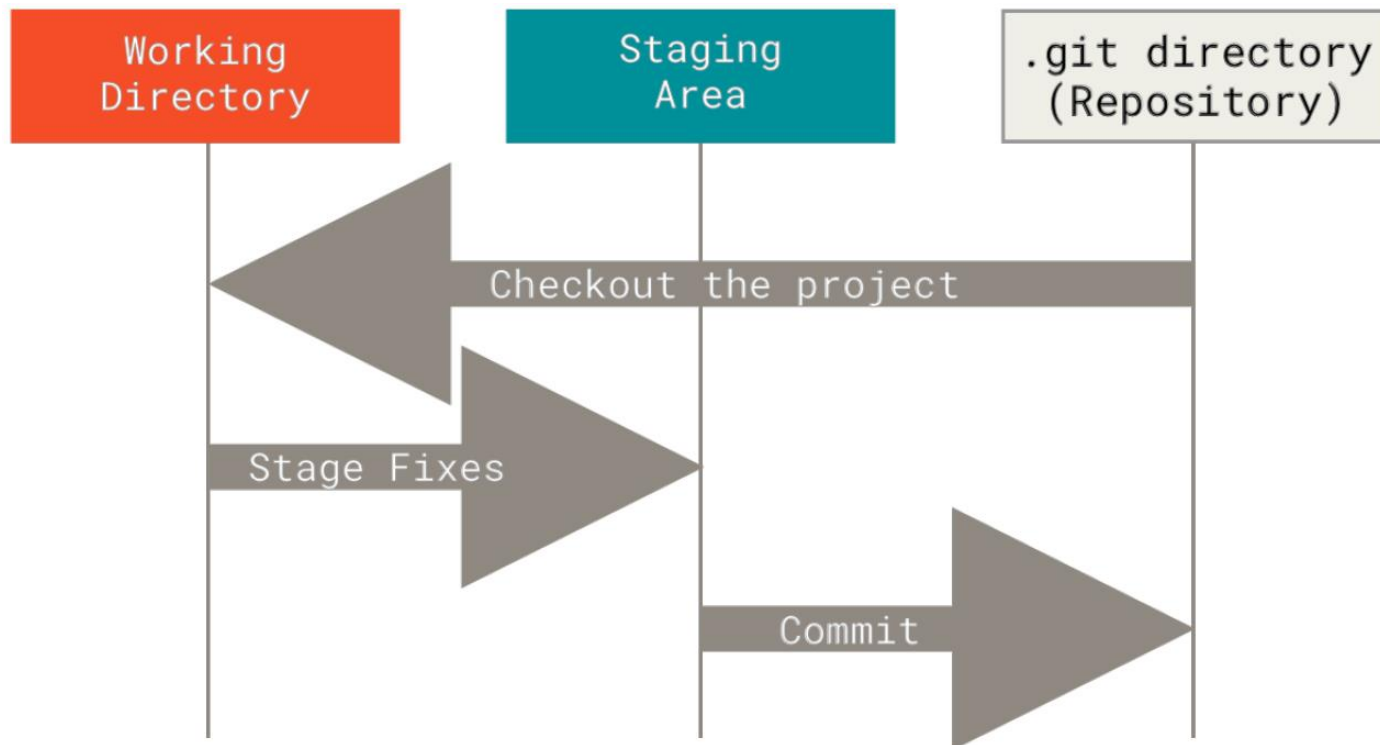 Working
Directory
Staging
Area
.git directory
(Repository)
Checkout the project
Stage Fixes
Commit